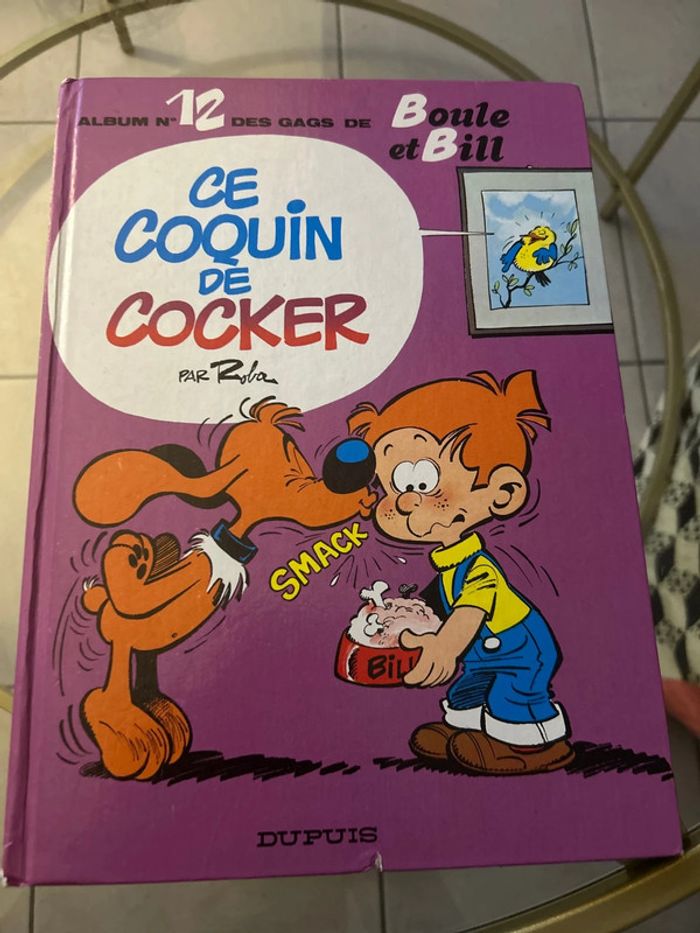 ALBUM N° 12 DES GAGS DE Boule
et Bill
CE
COQUiN
DE
COCKER
PAR Roba
SMACK
BiLL
DUPUIS